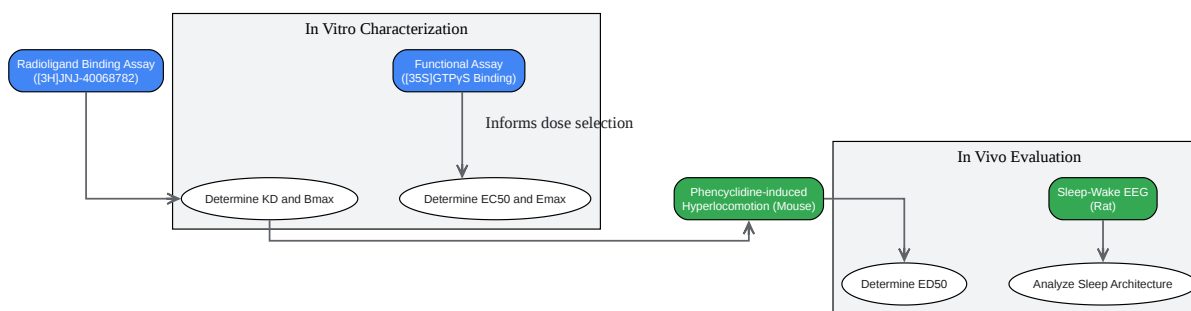 In Vitro Characterization
Radioligand Binding Assay
([3H]JNJ-40068782)
Functional Assay
([35S]GTPγS Binding)
Informs dose selection
In Vivo Evaluation
Determine KD and Bmax
Determine EC50 and Emax
Phencyclidine-induced
Hyperlocomotion (Mouse)
Sleep-Wake EEG
(Rat)
Determine ED50
Analyze Sleep Architecture